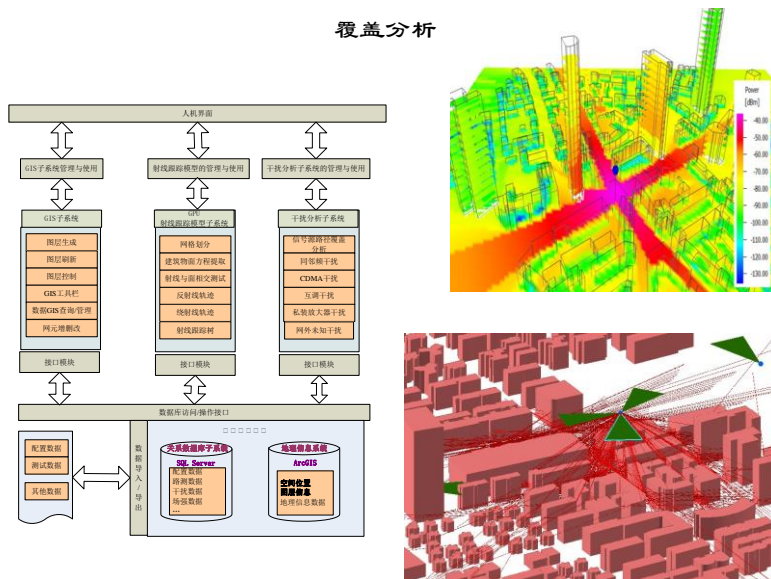 覆盖分析
人机界面
GIS子系统管理与使用
射线跟踪模型的管理与使用
干扰分析子系统的管理与使用
GIS子系统
图层生成
图层刷新
图层控制
GIS工具栏
数据GIS查询/管理
网元增删改
接口模块
GPU
射线跟踪模型子系统
网格划分
建筑物面方程提取
射线与面相交测试
反射线轨迹
绕射线轨迹
射线跟踪树
接口模块
干扰分析子系统
信号源路径覆盖
分析
同邻频干扰
CDMA干扰
互调干扰
私装放大器干扰
网外未知干扰
接口模块
数据库访问/操作接口
配置数据
测试数据
其他数据
数据导入/导出
□□□□□□
关系数据库子系统
SQL Server
配置数据
路测数据
干扰数据
场强数据
...
地理信息系统
ArcGIS
空间位置
图层信息
地理信息数据
Power
[dBm]
-40.00
-50.00
-60.00
-70.00
-80.00
-90.00
-100.00
-110.00
-120.00
-130.00